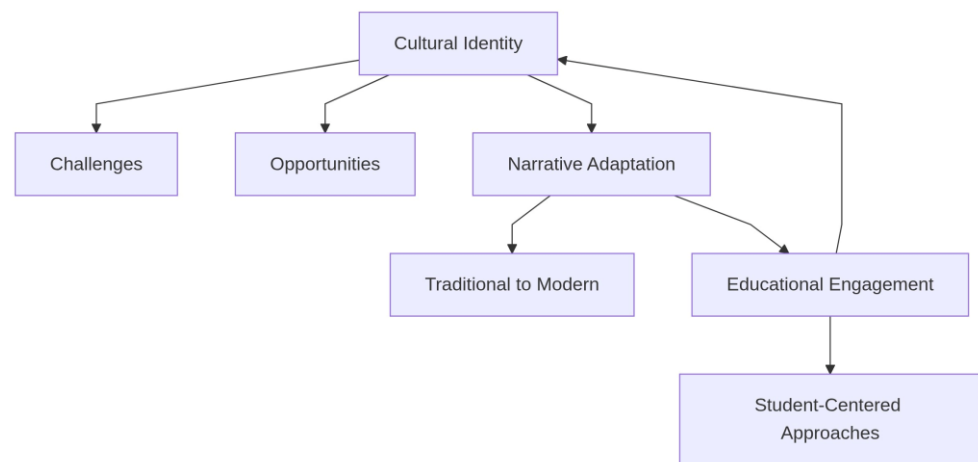 Cultural Identity
Challenges
Opportunities
Narrative Adaptation
Traditional to Modern
Educational Engagement
Student-Centered
Approaches